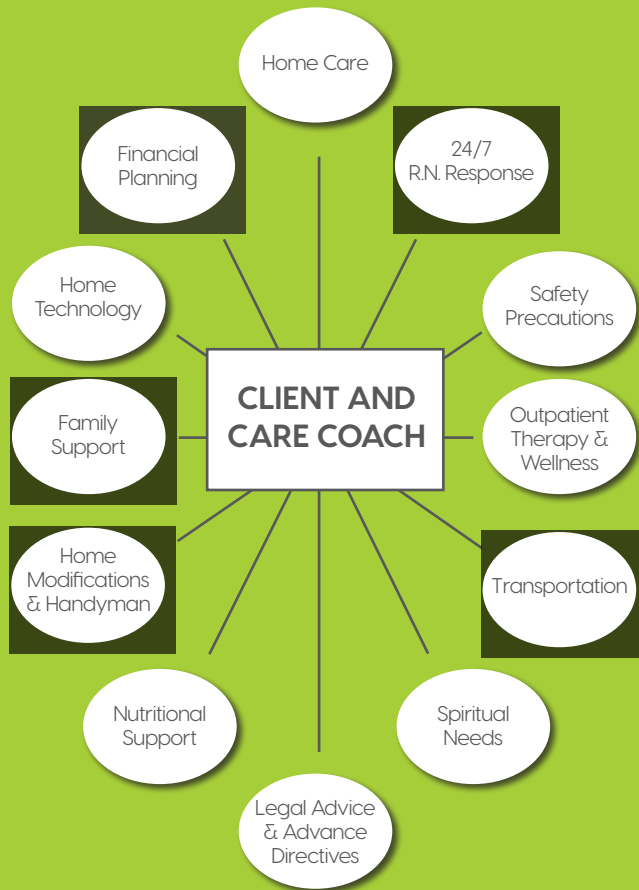 Home Care
Financial
Planning
24/7
R.N. Response
Home
Technology
Safety
Precautions
CLIENT AND
CARE COACH
Family
Support
Outpatient
Therapy &
Wellness
Home
Modifications
& Handyman
Transportation
Nutritional
Support
Spiritual
Needs
Legal Advice
& Advance
Directives